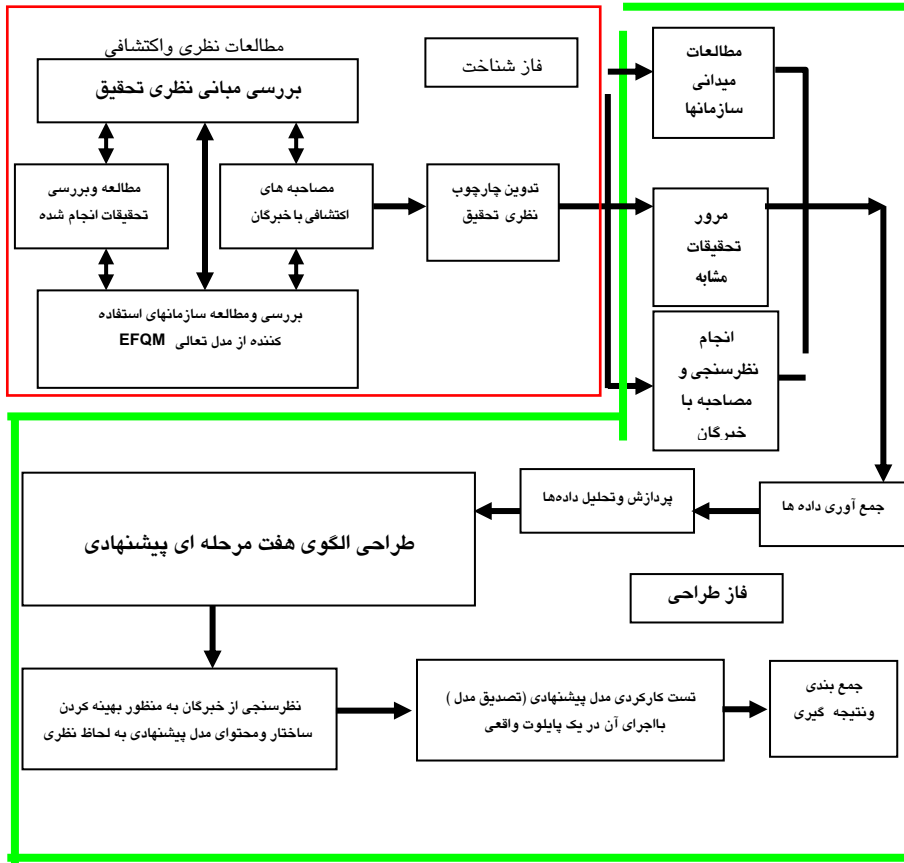 مطالعات نظری واکتشافی
فاز شناخت
بررسی مبانی نظری تحقیق
مطالعه وبررسی
تحقیقات انجام شده
مصاحبه های
اکتشافی با خبرگان
تدوین چارچوب
نظری تحقیق
بررسی ومطالعه سازمانهای استفاده
کننده از مدل تعالی EFQM
مطالعات
میدانی
سازمانها
مرور
تحقیقات
مشابه
انجام
نظرسنجی و
مصاحبه با
خبرگان
جمع آوری داده ها
پردازش وتحلیل داده‌ها
طراحی الگوی هفت مرحله ای پیشنهادی
فاز طراحی
نظرسنجی از خبرگان به منظور بهینه کردن
ساختار ومحتوای مدل پیشنهادی به لحاظ نظری
تست کارکردی مدل پیشنهادی (تصدیق مدل )
بااجرای آن در یک پایلوت واقعی
جمع بندی
ونتیجه گیری